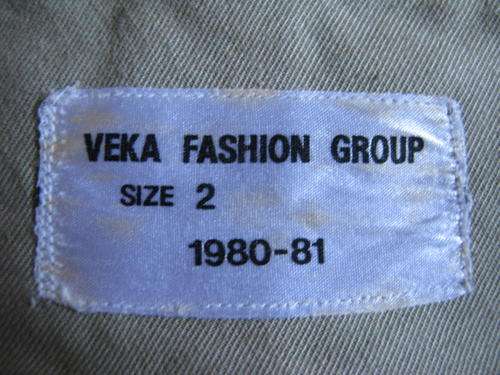 VEKA FASHION GROUP
SIZE 2
1980-81